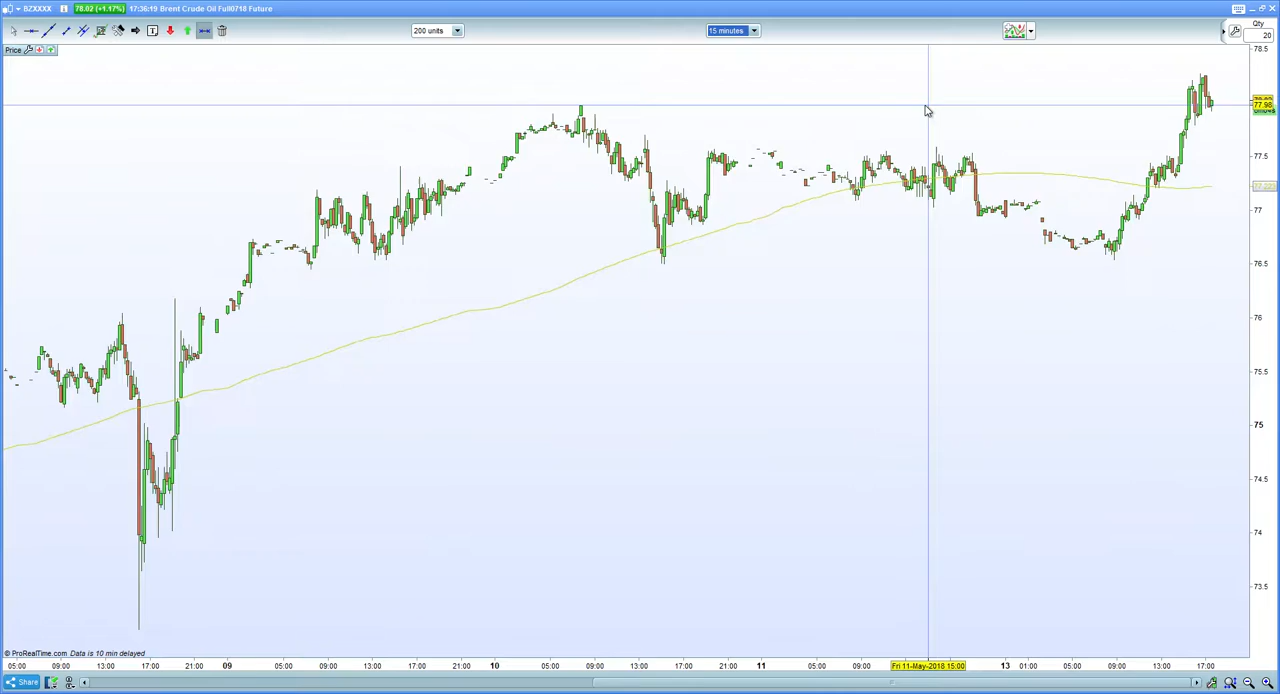 BZXXXX 78.02 (+1.17%) 17:36:19 Brent Crude Oil Full0718 Future
200 units
15 minutes
Qty
20
Price
78.5
77.98
77.5
77
76.5
76
75.5
75
74.5
74
73.5
© ProRealTime.com Data is 10 min delayed
05:00 09:00 13:00 17:00 21:00 09 05:00 09:00 13:00 17:00 21:00 10 05:00 09:00 13:00 17:00 21:00 11 05:00 09:00 Fri 11-May-2018 15:00 13 01:00 05:00 09:00 13:00 17:00
Share